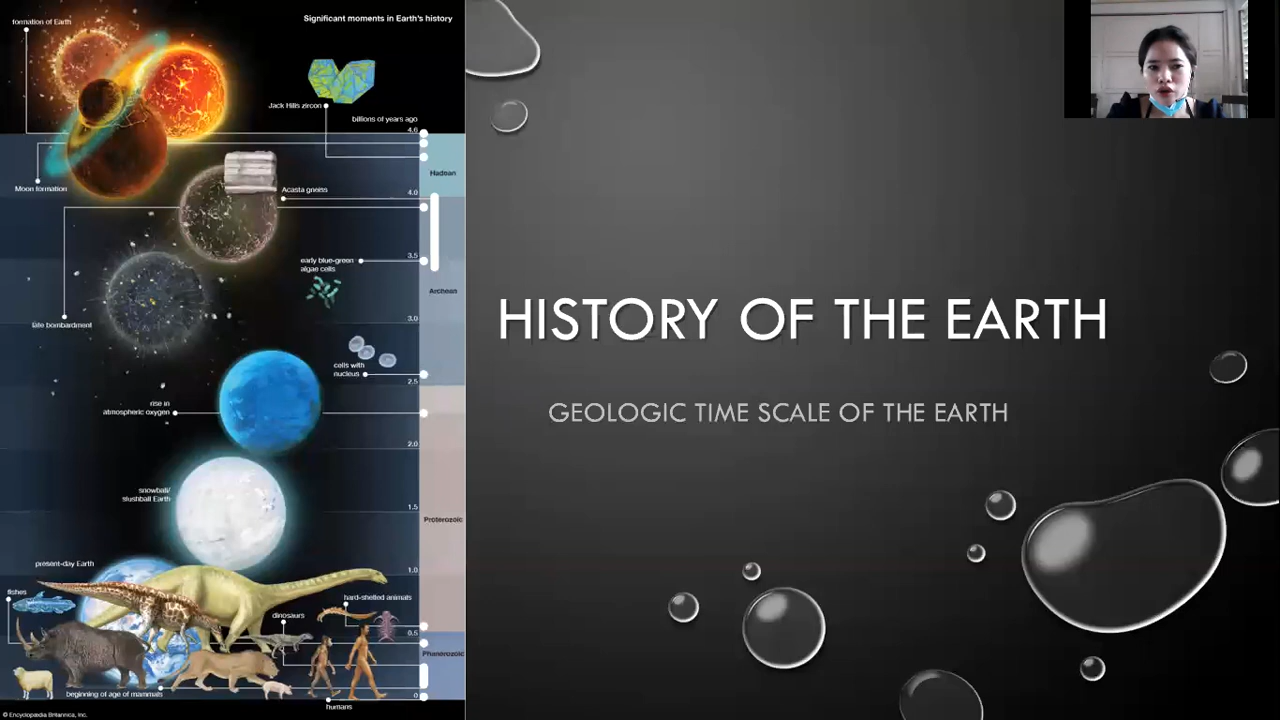 formation of Earth
Significant moments in Earth's history
Jack Hills zircon
billions of years ago
4.6
Hadean
Moon formation
Acasta gneiss
4.0
3.5
early blue-green
algae cells
Archean
3.0
late bombardment
cells with
nucleus
2.5
rise in
atmospheric oxygen
2.0
snowball/
slushball Earth
1.5
Proterozoic
1.0
present-day Earth
fishes
hard-shelled animals
dinosaurs
0.5
Phanerozoic
beginning of age of mammals
0
humans
© Encyclopædia Britannica, Inc.
HISTORY OF THE EARTH
GEOLOGIC TIME SCALE OF THE EARTH